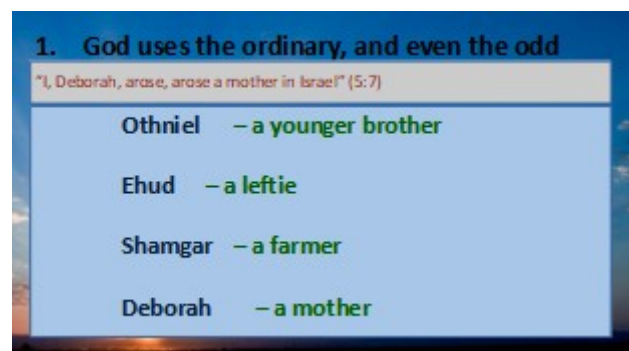 1. God uses the ordinary, and even the odd
"I, Deborah, arose, arose a mother in Israel" (5:7)
Othniel – a younger brother
Ehud – a leftie
Shamgar – a farmer
Deborah – a mother